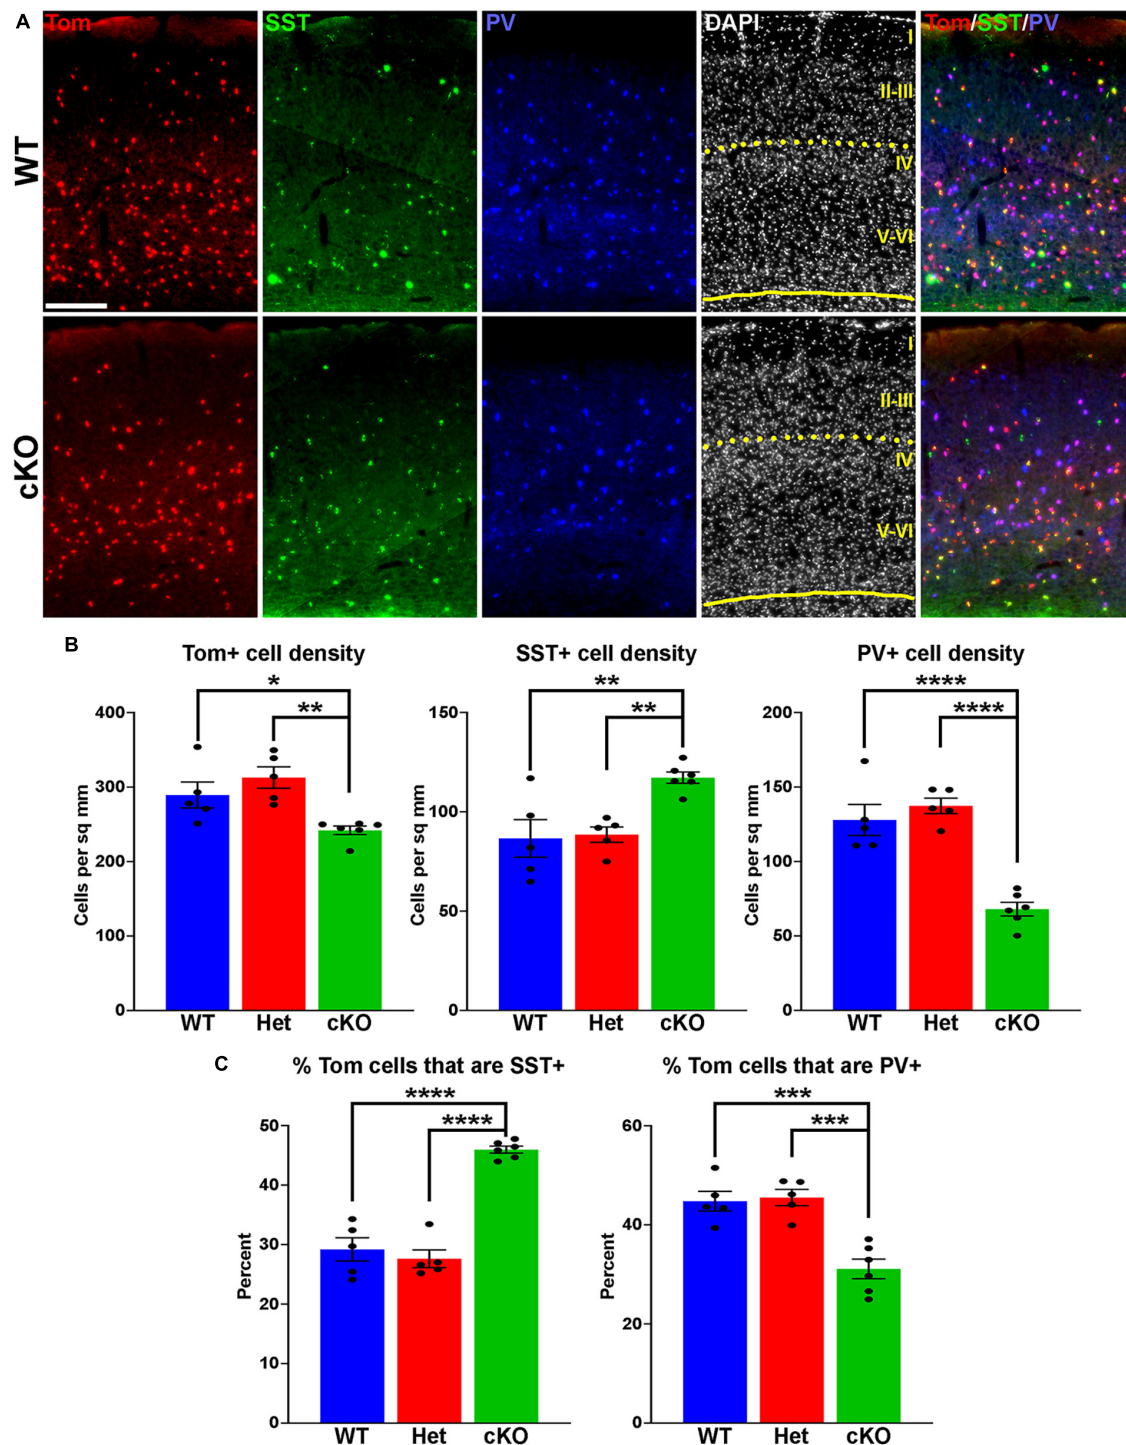 A
Tom SST PV DAPI Tom/SST/PV
WT
I
II-III
IV
V-VI
cKO
I
II-III
IV
V-VI
B
Tom+ cell density
*
**
400
300
200
100
0
Cells per sq mm
WT Het cKO
SST+ cell density
**
**
150
100
50
0
Cells per sq mm
WT Het cKO
PV+ cell density
****
****
200
150
100
50
0
Cells per sq mm
WT Het cKO
C
% Tom cells that are SST+
****
****
50
40
30
20
10
0
Percent
WT Het cKO
% Tom cells that are PV+
***
***
60
40
20
0
Percent
WT Het cKO